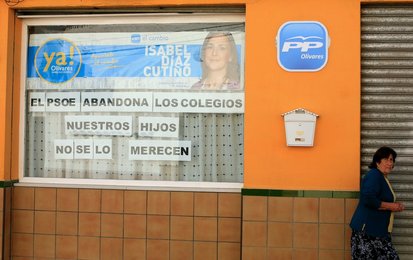 ya!
Olivares
el cambio
ISABEL
DÍAZ
CUTIÑO
EL PSOE ABANDONA LOS COLEGIOS
NUESTROS HIJOS
NO SE LO MERECEN
PP
Olivares